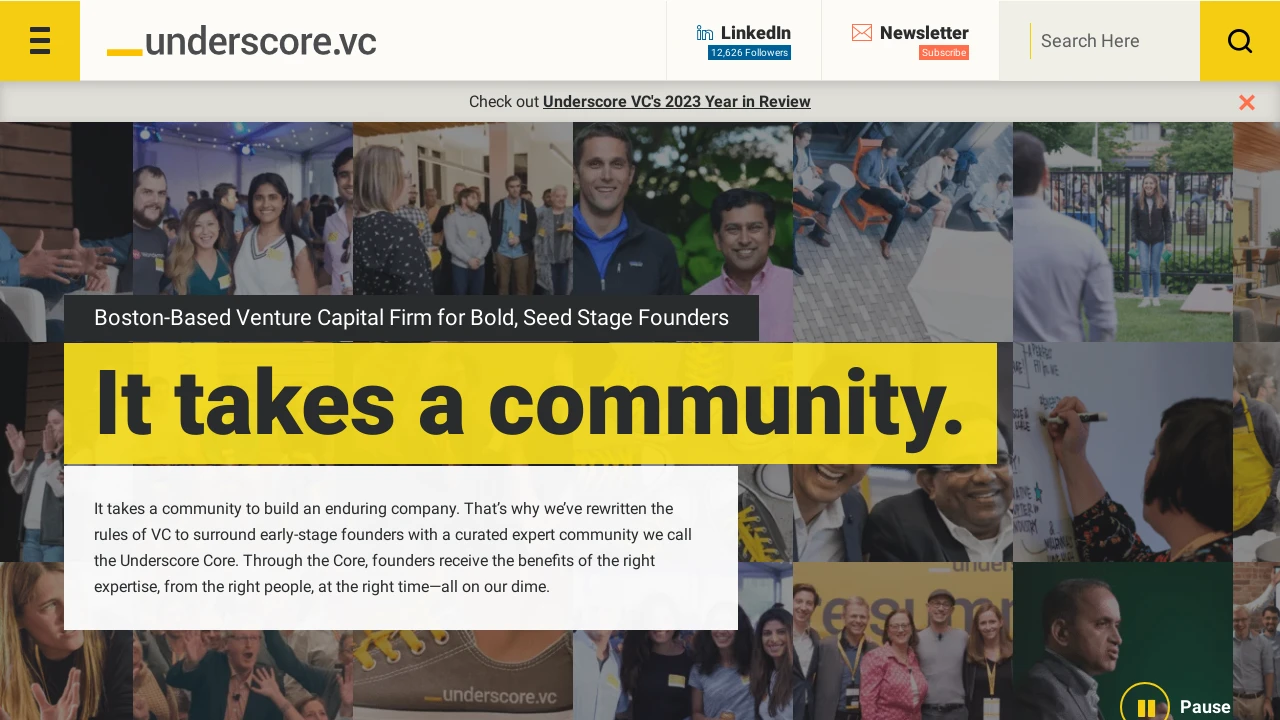 underscore.vc
LinkedIn
12,626 Followers
Newsletter
Subscribe
Search Here
Check out Underscore VC's 2023 Year in Review
Boston-Based Venture Capital Firm for Bold, Seed Stage Founders
It takes a community.
It takes a community to build an enduring company. That’s why we’ve rewritten the
rules of VC to surround early-stage founders with a curated expert community we call
the Underscore Core. Through the Core, founders receive the benefits of the right
expertise, from the right people, at the right time—all on our dime.
underscore.vc
Pause